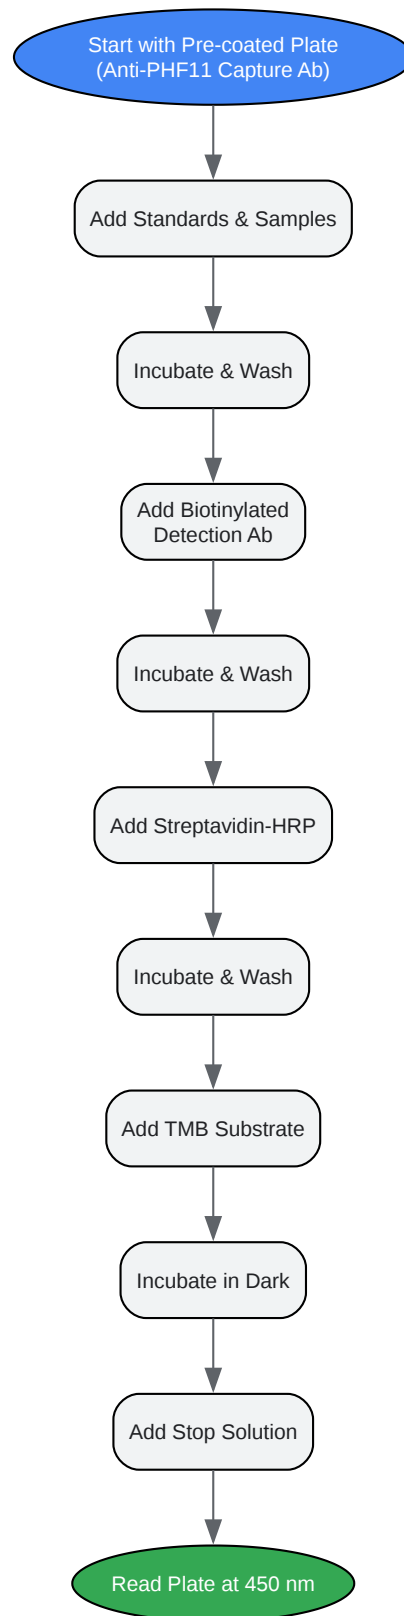 Start with Pre-coated Plate
(Anti-PHF11 Capture Ab)
Add Standards & Samples
Incubate & Wash
Add Biotinylated
Detection Ab
Incubate & Wash
Add Streptavidin-HRP
Incubate & Wash
Add TMB Substrate
Incubate in Dark
Add Stop Solution
Read Plate at 450 nm